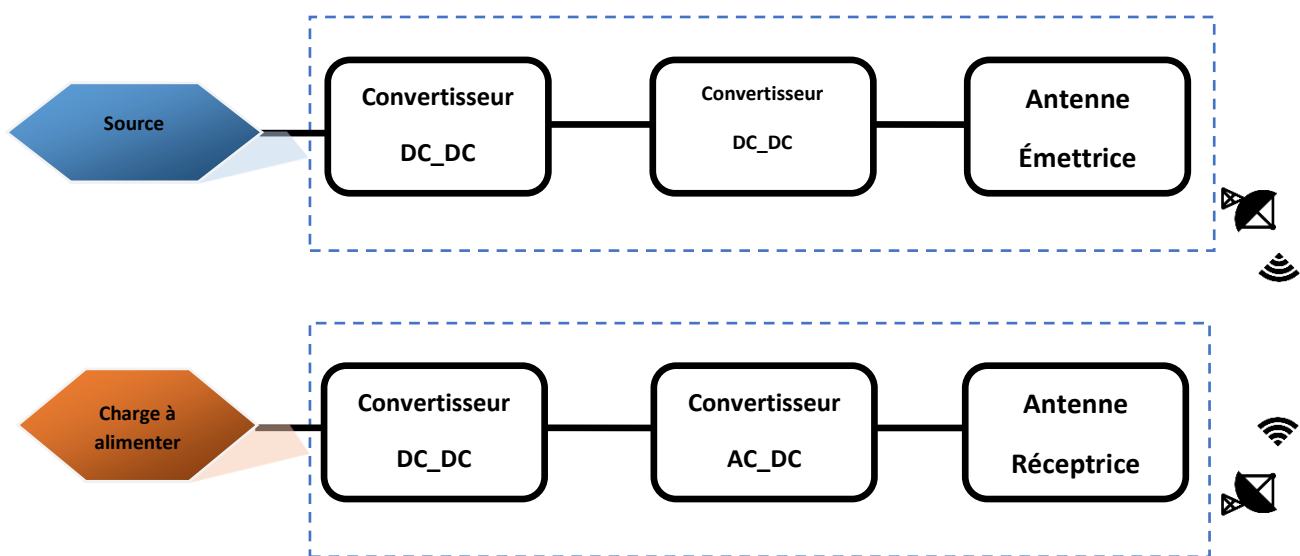 Source
Convertisseur
DC_DC
Convertisseur
DC_DC
Antenne
Émettrice
Charge à
alimenter
Convertisseur
DC_DC
Convertisseur
AC_DC
Antenne
Réceptrice